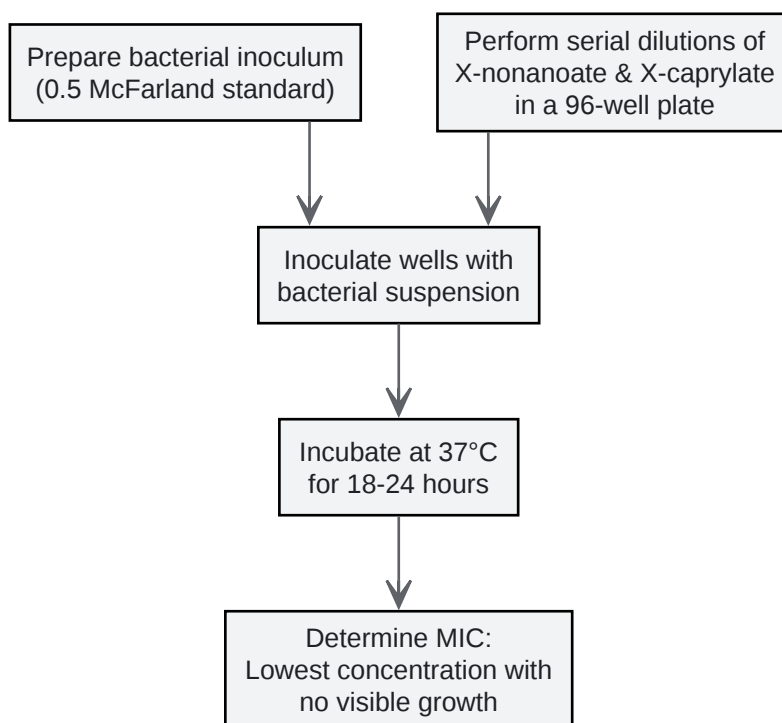 Prepare bacterial inoculum
(0.5 McFarland standard)
Perform serial dilutions of
X-nonanoate & X-caprylate
in a 96-well plate
Inoculate wells with
bacterial suspension
Incubate at 37°C
for 18-24 hours
Determine MIC:
Lowest concentration with
no visible growth